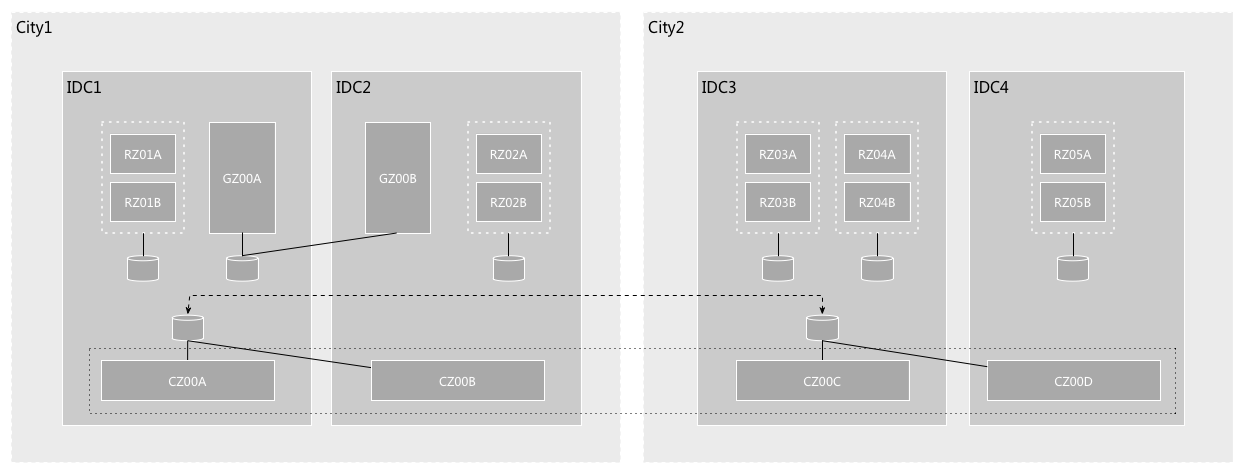 City1
City2
IDC1
IDC2
IDC3
IDC4
RZ01A
RZ01B
GZ00A
GZ00B
RZ02A
RZ02B
RZ03A
RZ03B
RZ04A
RZ04B
RZ05A
RZ05B
CZ00A
CZ00B
CZ00C
CZ00D